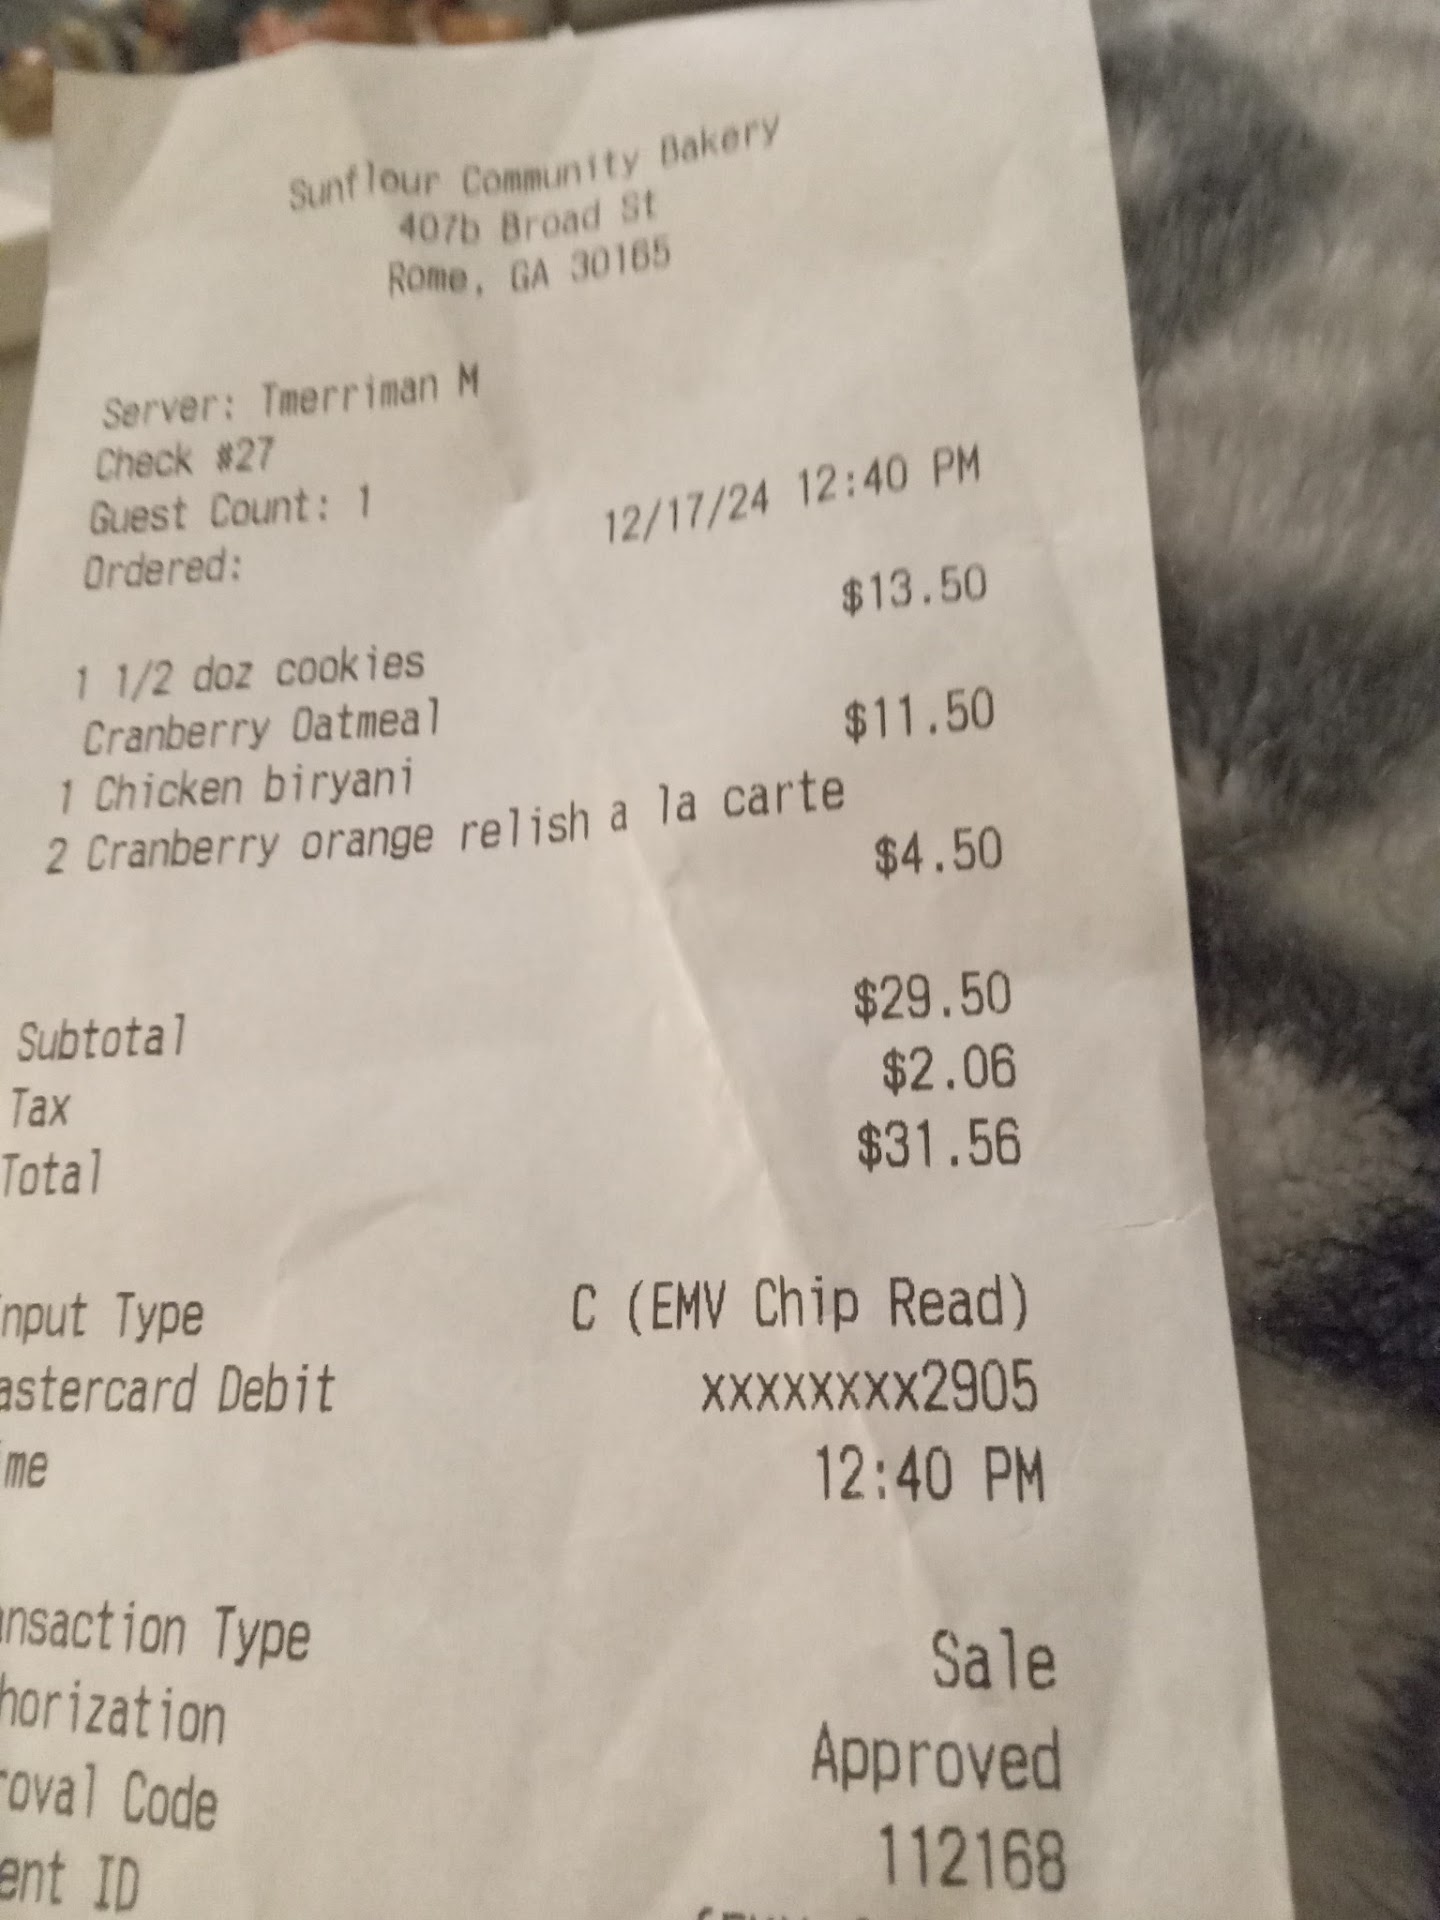 Sunflour Community Bakery
407b Broad St
Rome, GA 30165
Server: Tmerriman M
Check #27
Guest Count: 1
Ordered: 12/17/24 12:40 PM
1 1/2 doz cookies $13.50
Cranberry Oatmeal
1 Chicken biryani $11.50
2 Cranberry orange relish a la carte
$4.50
Subtotal $29.50
Tax $2.06
Total $31.56
nput Type C (EMV Chip Read)
astercard Debit xxxxxxxx2905
me 12:40 PM
nsaction Type Sale
horization Approved
roval Code 112168
ent ID